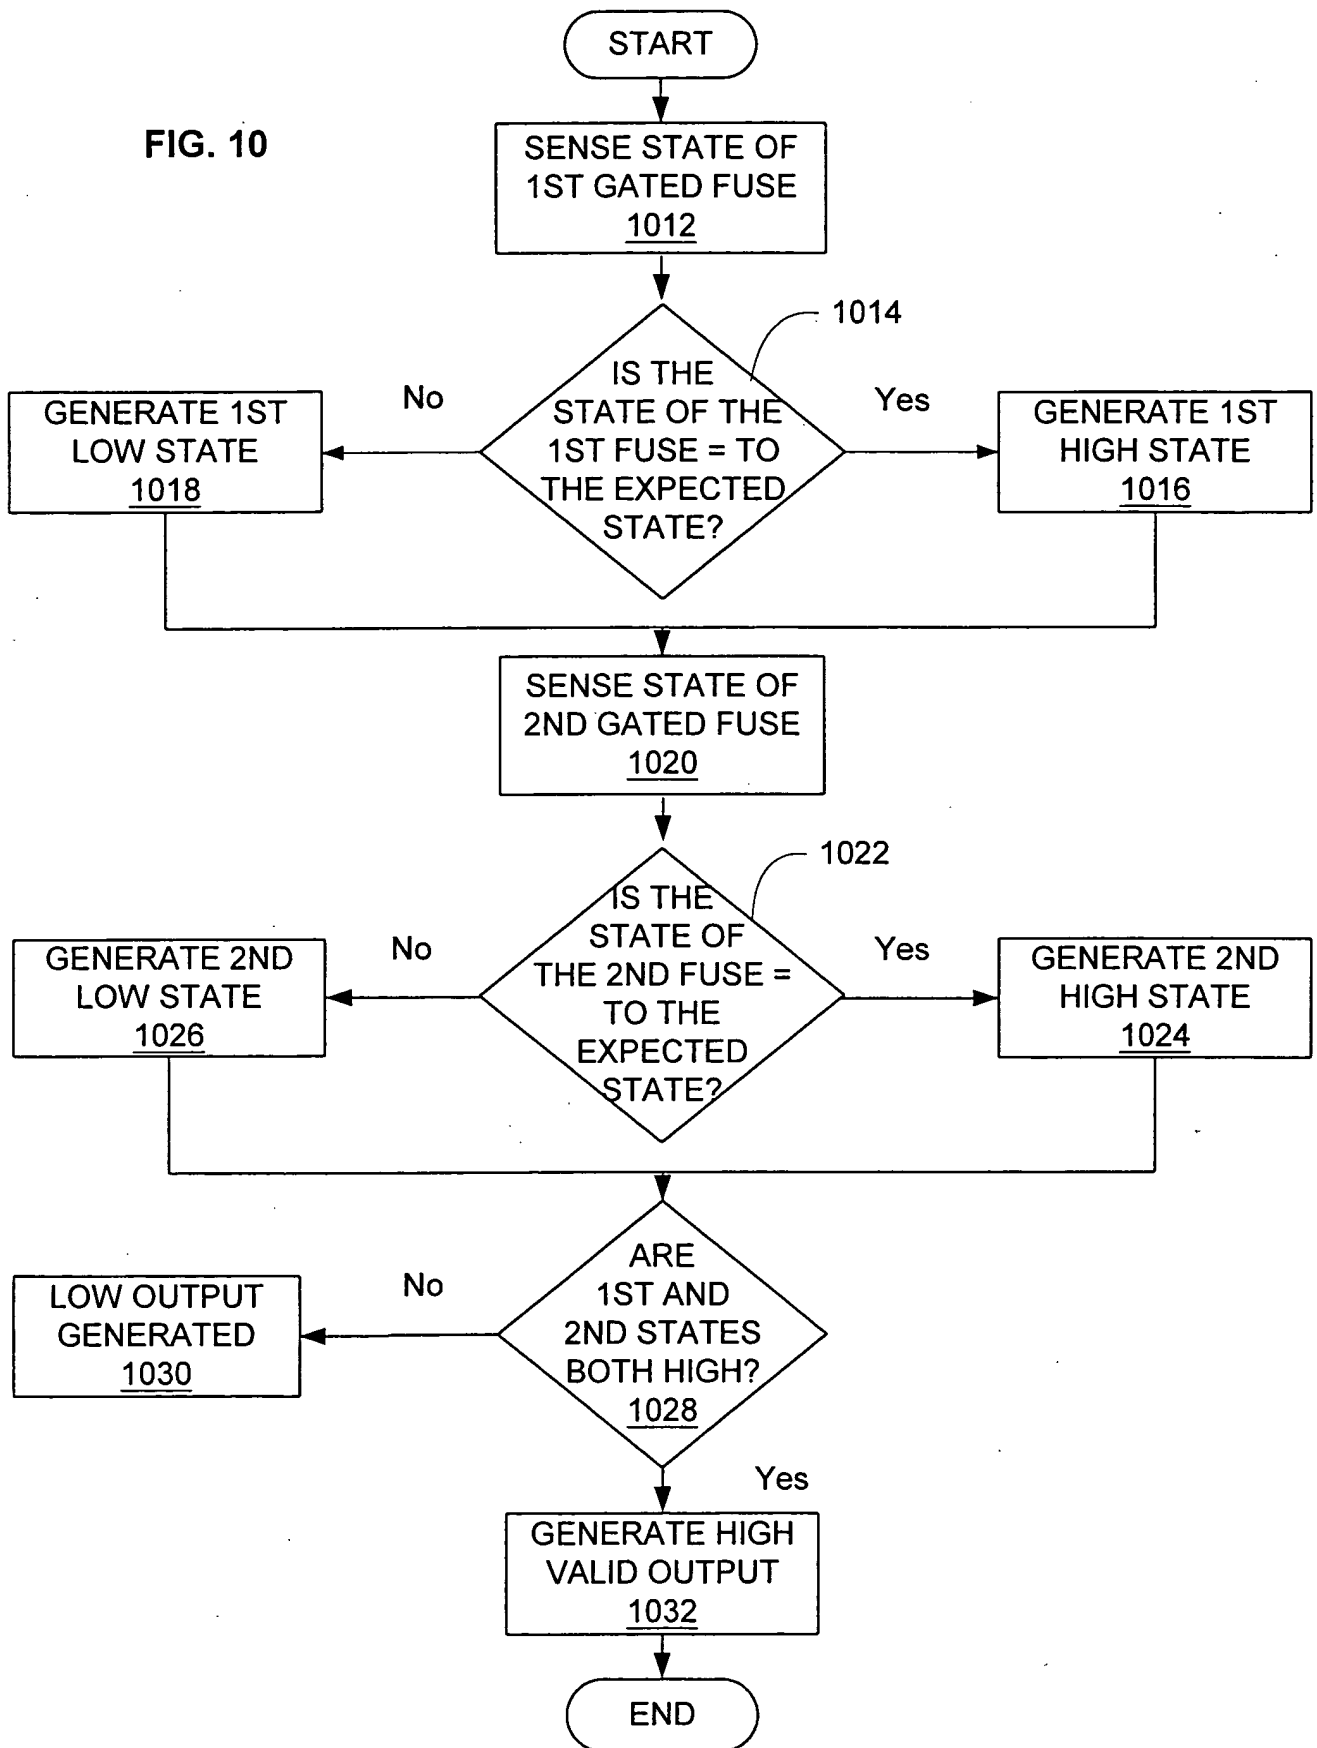 START
FIG. 10
SENSE STATE OF
1ST GATED FUSE
1012
1014
IS THE
STATE OF THE
1ST FUSE = TO
THE EXPECTED
STATE?
No
Yes
GENERATE 1ST
LOW STATE
1018
GENERATE 1ST
HIGH STATE
1016
SENSE STATE OF
2ND GATED FUSE
1020
1022
IS THE
STATE OF
THE 2ND FUSE =
TO THE
EXPECTED
STATE?
No
Yes
GENERATE 2ND
LOW STATE
1026
GENERATE 2ND
HIGH STATE
1024
ARE
1ST AND
2ND STATES
BOTH HIGH?
1028
No
LOW OUTPUT
GENERATED
1030
Yes
GENERATE HIGH
VALID OUTPUT
1032
END